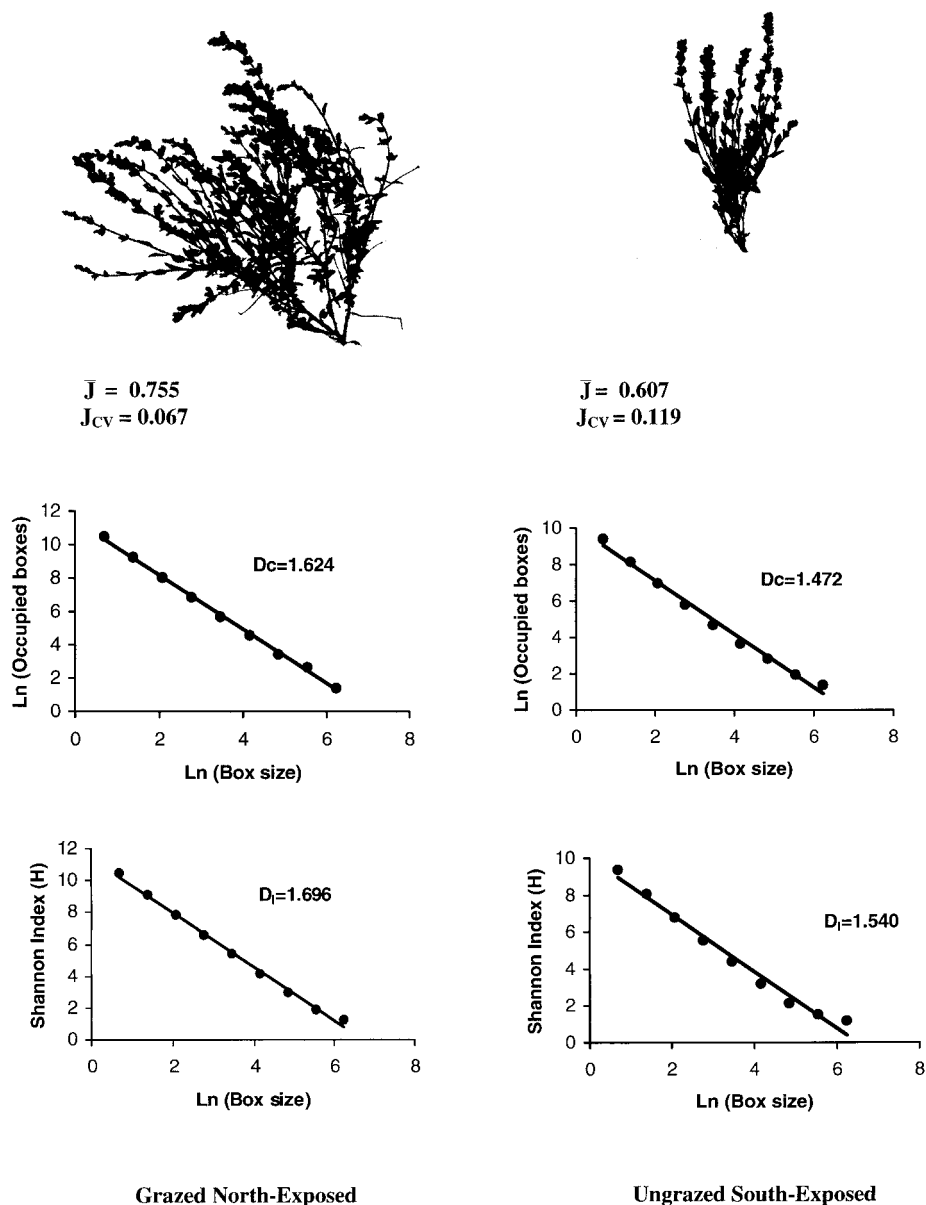 J̄ = 0.755
J_CV = 0.067
J̄ = 0.607
J_CV = 0.119
Ln (Occupied boxes)
12
10
8
6
4
2
0
Dc=1.624
0 2 4 6 8
Ln (Box size)
Ln (Occupied boxes)
10
8
6
4
2
0
Dc=1.472
0 2 4 6 8
Ln (Box size)
Shannon Index (H)
12
10
8
6
4
2
0
D_I=1.696
0 2 4 6 8
Ln (Box size)
Shannon Index (H)
10
8
6
4
2
0
D_I=1.540
0 2 4 6 8
Ln (Box size)
Grazed North-Exposed
Ungrazed South-Exposed